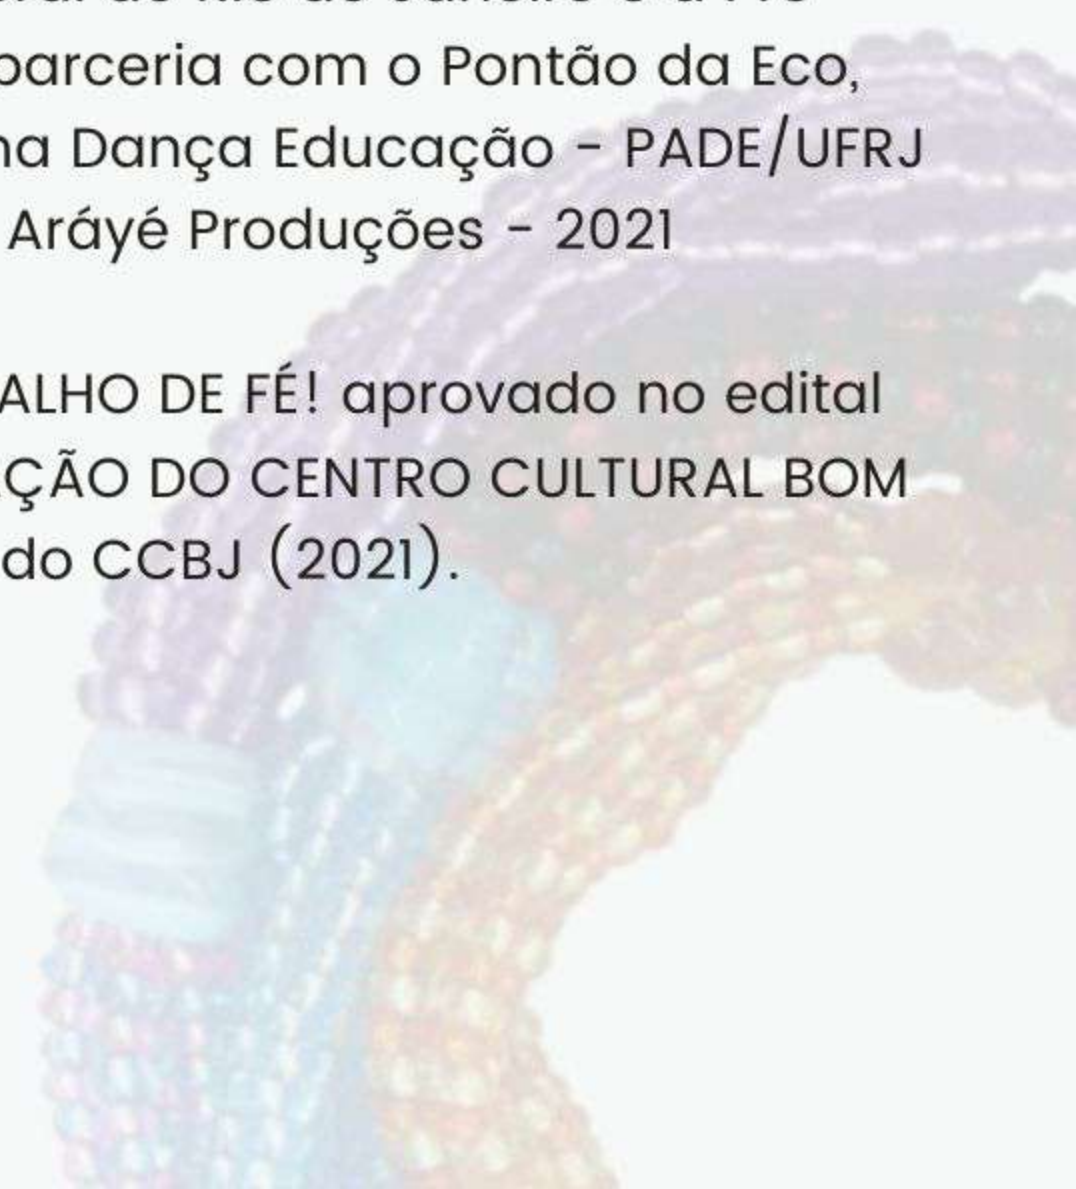 parceria com o Pontão da Eco,
Dança Educação - PADE/UFRJ
Aráyé Produções - 2021
ALHO DE FÉ! aprovado no edital
ÇÃO DO CENTRO CULTURAL BOM
do CCBJ (2021).